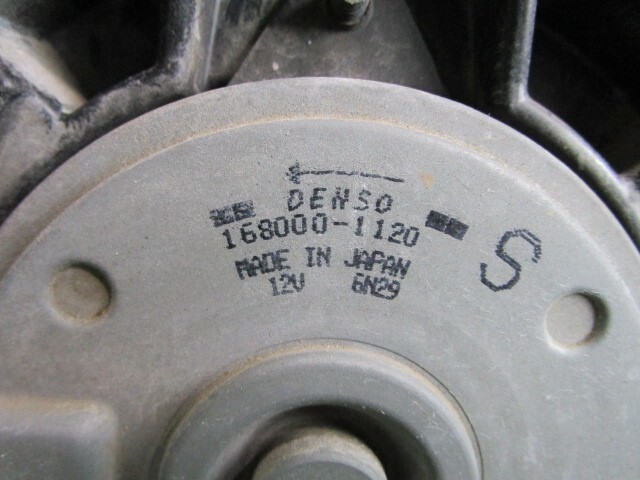 DENSO
168000-1120
MADE IN JAPAN
12V 6N29
S